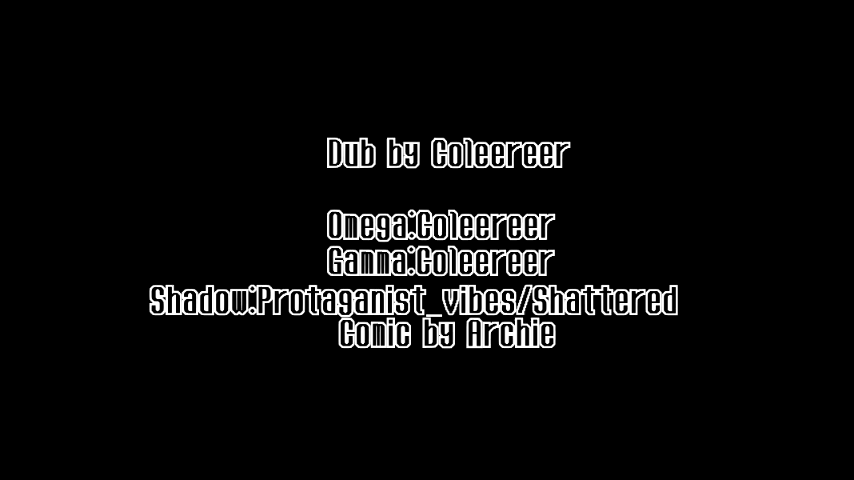 Dub by Coleereer
Omega:Coleereer
Gamma:Coleereer
Shadow:Protaganist_vibes/Shattered
Comic by Archie